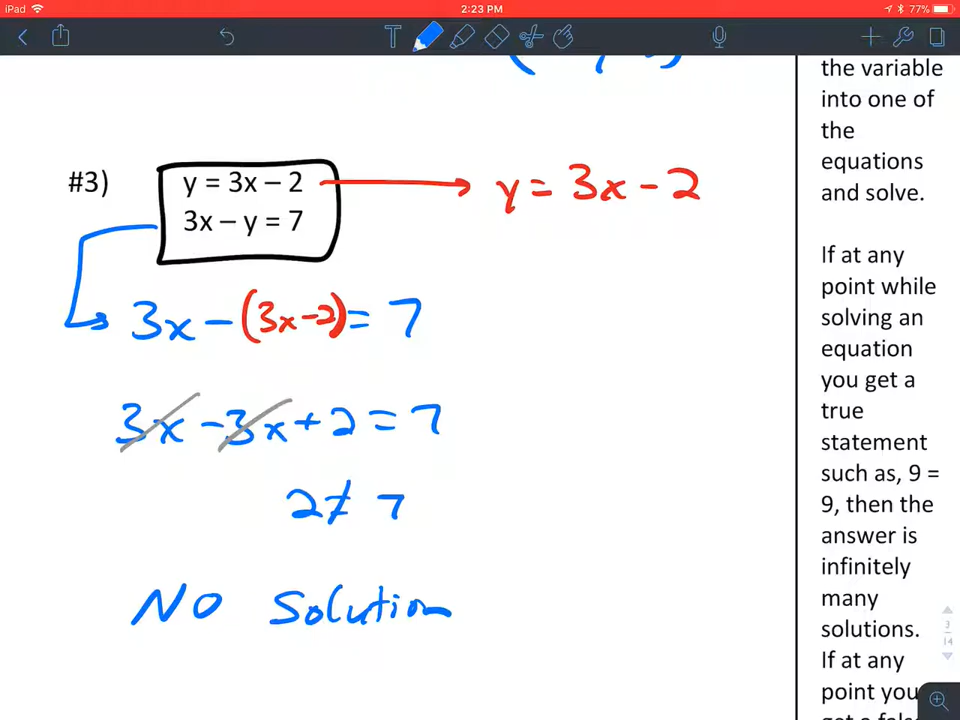 iPad 2:23 PM 77%
T
#3) y = 3x – 2 y = 3x - 2
3x – y = 7
3x - (3x - 2) = 7
3x - 3x + 2 = 7
2 ≠ 7
No Solution
the variable
into one of
the
equations
and solve.
If at any
point while
solving an
equation
you get a
true
statement
such as, 9 =
9, then the
answer is
infinitely
many
solutions.
If at any
point you
3
14